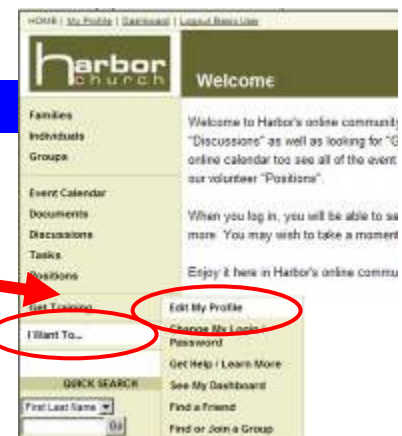 HOME | My Profile | Dashboard | Logout Basic User
harbor
church
Welcome
Families
Individuals
Groups
Event Calendar
Documents
Discussions
Tasks
Positions
Get Training
I Want To...
QUICK SEARCH
First Last Name
Go
Welcome to Harbor's online community
"Discussions" as well as looking for "G
online calendar too see all of the event
our volunteer "Positions".
When you log in, you will be able to se
more. You may wish to take a moment
Enjoy it here in Harbor's online commu
Edit My Profile
Change My Login /
Password
Get Help / Learn More
See My Dashboard
Find a Friend
Find or Join a Group